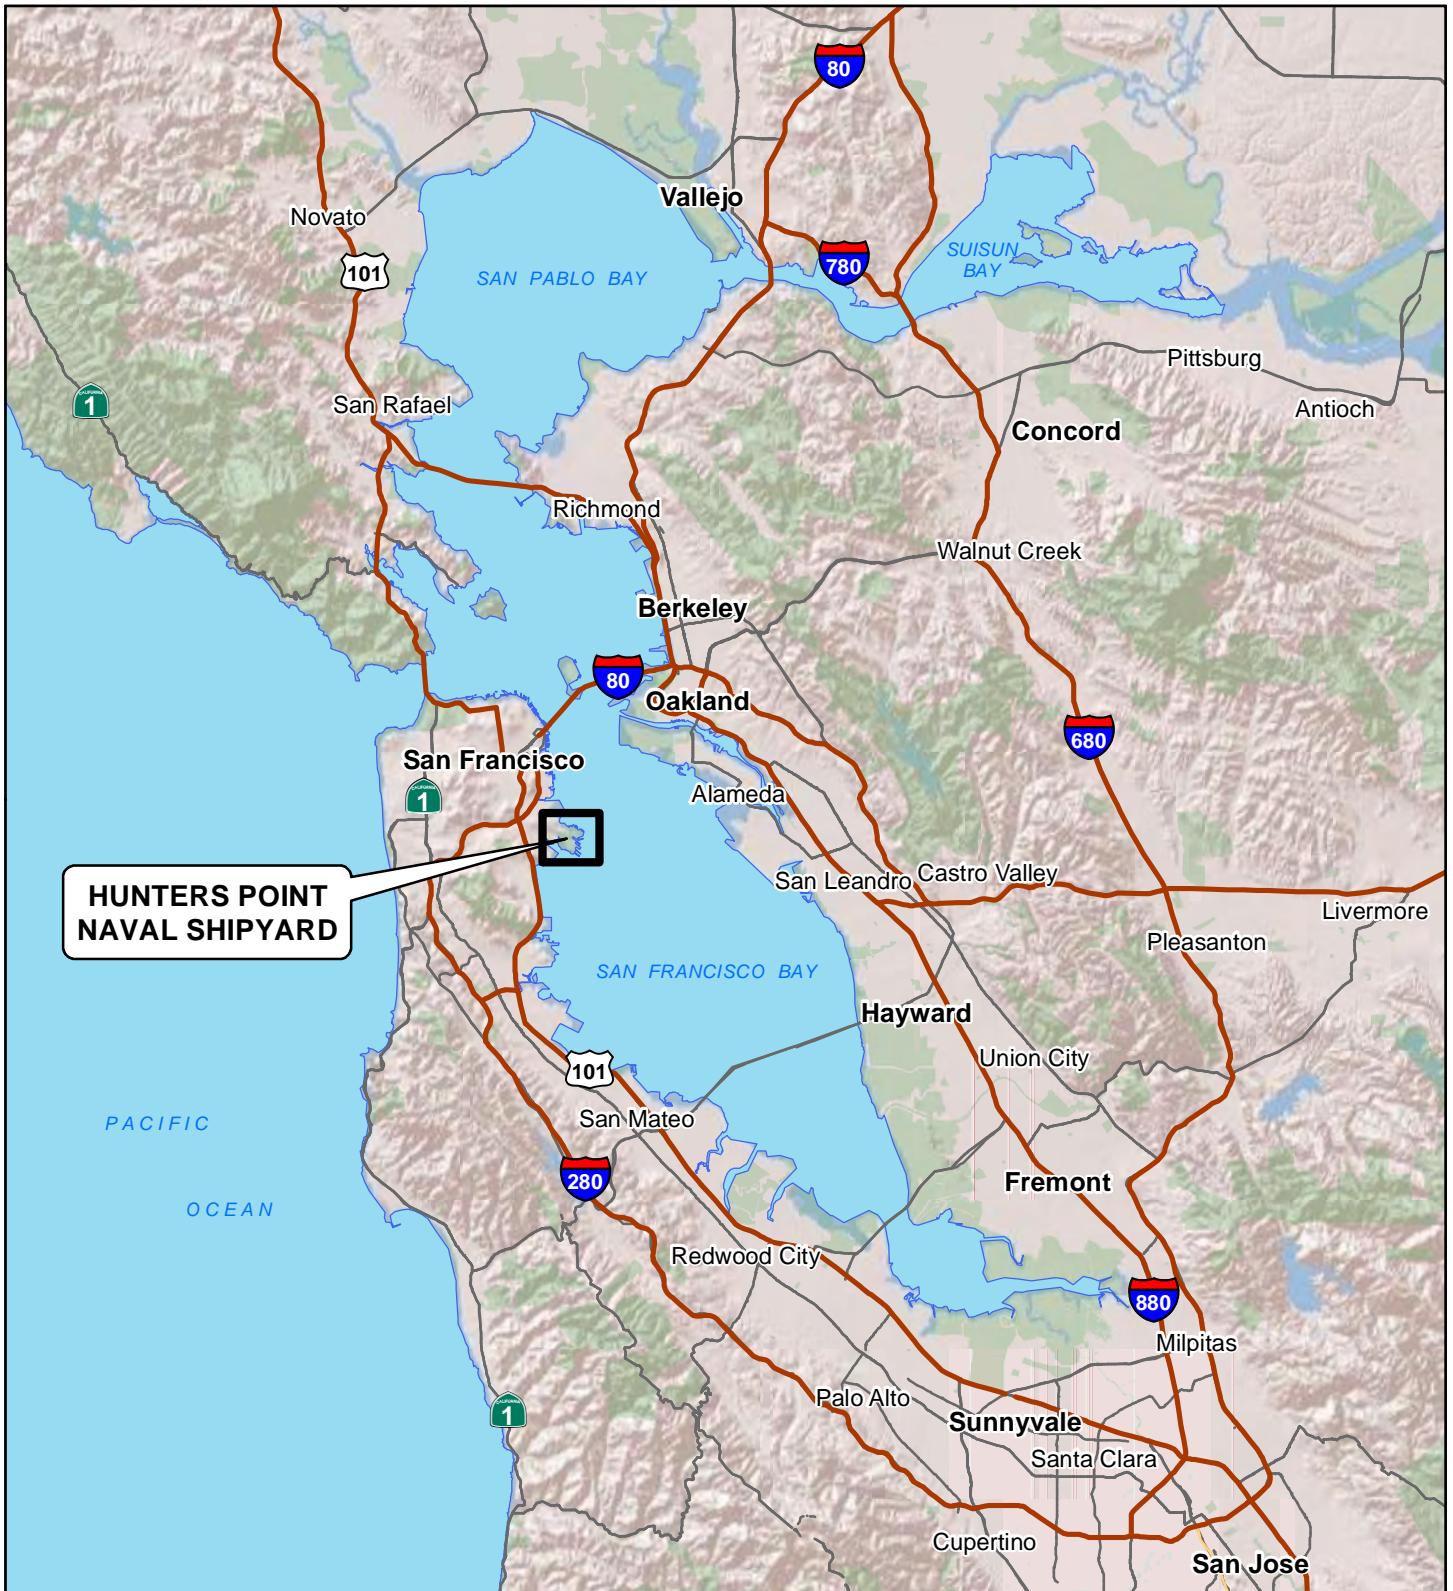 80
Vallejo
Novato
101
SAN PABLO BAY
780
SUISUN
BAY
Pittsburg
CALIFORNIA
1
San Rafael
Antioch
Concord
Richmond
Walnut Creek
Berkeley
80
Oakland
680
San Francisco
CALIFORNIA
1
Alameda
HUNTERS POINT
NAVAL SHIPYARD
San Leandro
Castro Valley
Livermore
Pleasanton
SAN FRANCISCO BAY
Hayward
Union City
101
San Mateo
PACIFIC
OCEAN
280
Fremont
Redwood City
880
Milpitas
Palo Alto
CALIFORNIA
1
Sunnyvale
Santa Clara
Cupertino
San Jose